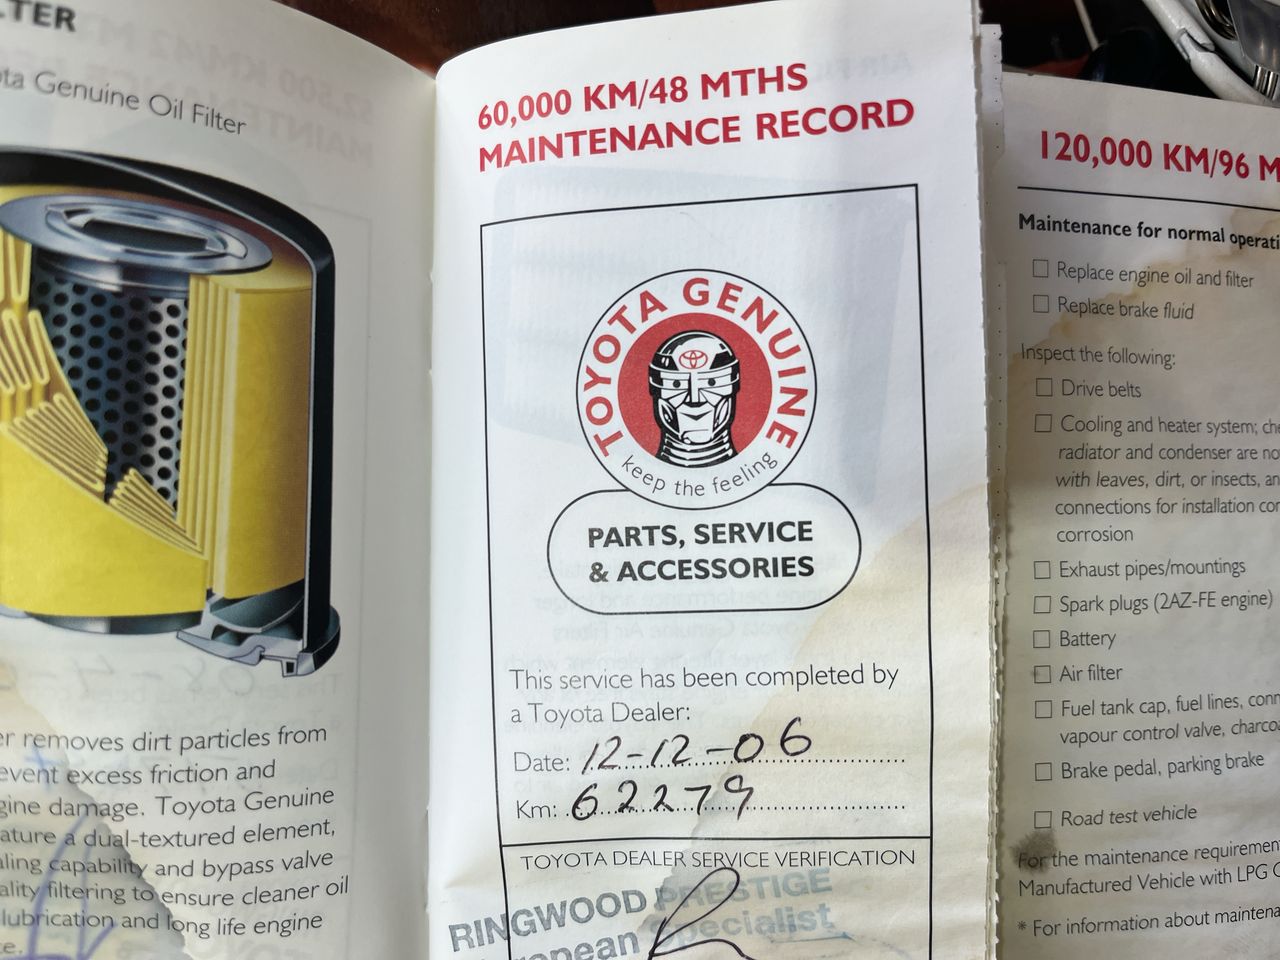 LTER
ota Genuine Oil Filter
er removes dirt particles from
event excess friction and
gine damage. Toyota Genuine
ature a dual-textured element,
aling capability and bypass valve
ality filtering to ensure cleaner oil
lubrication and long life engine
ce.
60,000 KM/48 MTHS
MAINTENANCE RECORD
TOYOTA GENUINE
keep the feeling
PARTS, SERVICE
& ACCESSORIES
This service has been completed by
a Toyota Dealer:
Date: 12-12-06
Km: 62279
TOYOTA DEALER SERVICE VERIFICATION
RINGWOOD PRESTIGE
European Specialist
120,000 KM/96 M
Maintenance for normal operati
Replace engine oil and filter
Replace brake fluid
Inspect the following:
Drive belts
Cooling and heater system; che
radiator and condenser are no
with leaves, dirt, or insects, an
connections for installation cor
corrosion
Exhaust pipes/mountings
Spark plugs (2AZ-FE engine)
Battery
Air filter
Fuel tank cap, fuel lines, conn
vapour control valve, charcoa
Brake pedal, parking brake
Road test vehicle
For the maintenance requiremen
Manufactured Vehicle with LPG
* For information about maintena